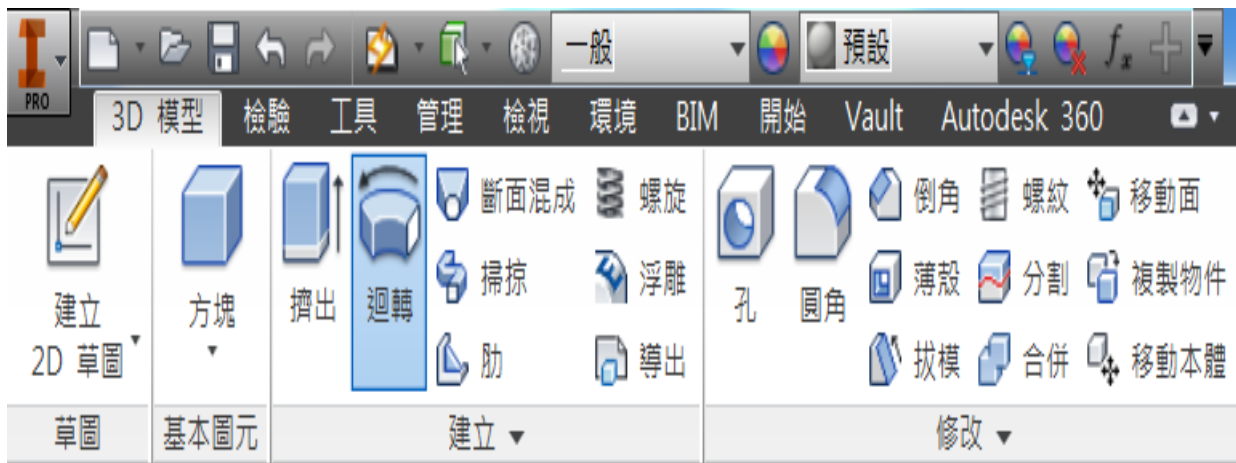 一般 預設 fx
PRO
3D 模型 檢驗 工具 管理 檢視 環境 BIM 開始 Vault Autodesk 360
建立
2D 草圖
方塊
擠出
迴轉
斷面混成
掃掠
肋
螺旋
浮雕
導出
孔
圓角
倒角
薄殼
拔模
螺紋
分割
合併
移動面
複製物件
移動本體
草圖 基本圖元 建立 修改